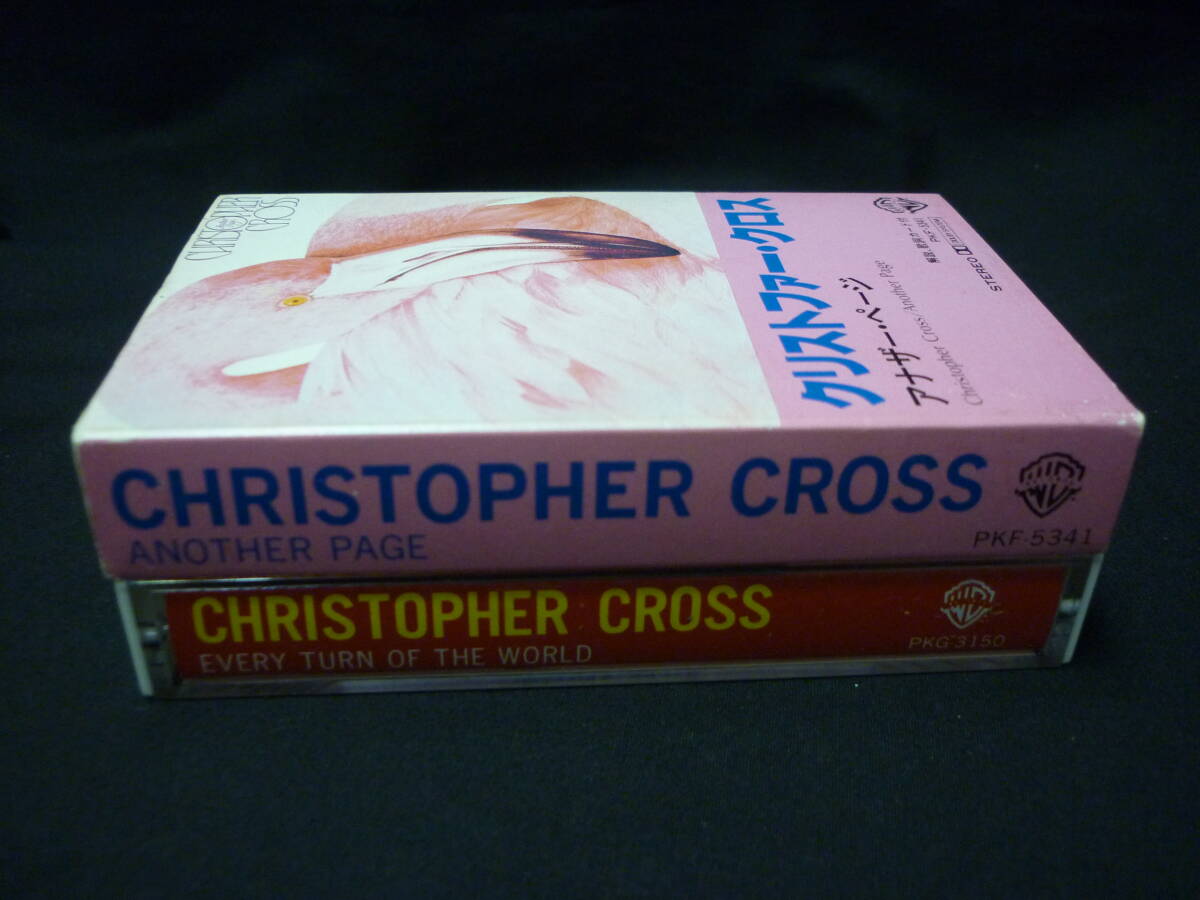 CHRISTOPHER
CROSS
クリストファー・クロス
アナザー・ページ
Christopher Cross/Another Page
PKF-5341
STEREO
CHRISTOPHER CROSS
ANOTHER PAGE
PKF-5341
CHRISTOPHER CROSS
EVERY TURN OF THE WORLD
PKG-3150